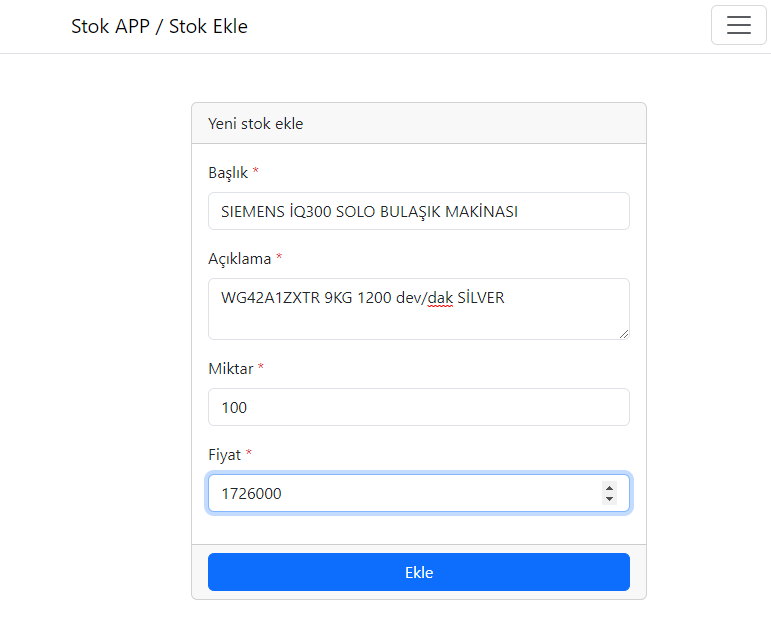 Stok APP / Stok Ekle
Yeni stok ekle
Başlık *
SIEMENS İQ300 SOLO BULAŞIK MAKİNASI
Açıklama *
WG42A1ZXTR 9KG 1200 dev/dak SİLVER
Miktar *
100
Fiyat *
1726000
Ekle